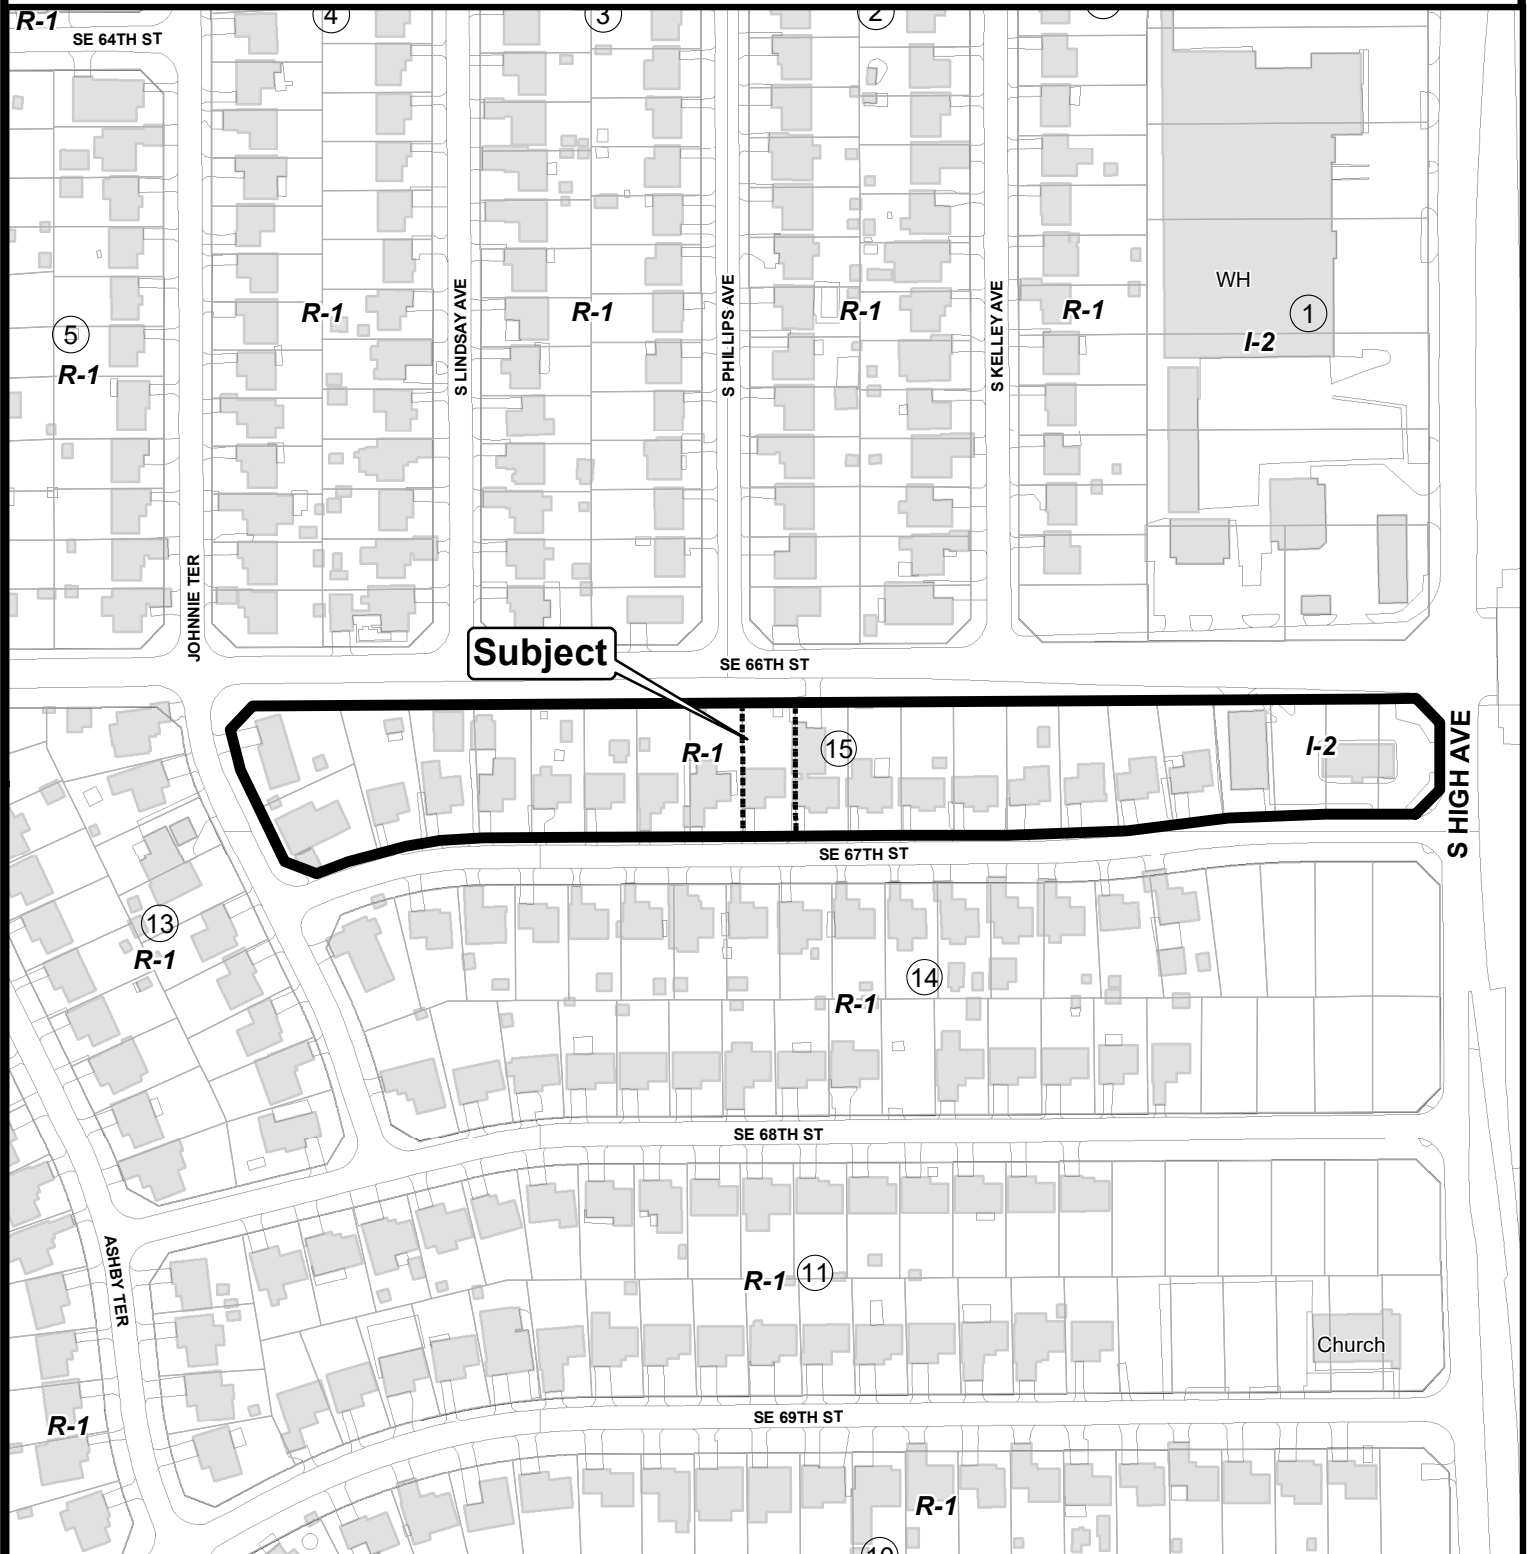 R-1
SE 64TH ST
4
3
2
WH
1
I-2
R-1
R-1
R-1
R-1
5
R-1
S LINDSAY AVE
S PHILLIPS AVE
S KELLEY AVE
JOHNNIE TER
Subject
SE 66TH ST
R-1
15
I-2
S HIGH AVE
SE 67TH ST
13
R-1
14
R-1
SE 68TH ST
ASHBY TER
R-1
11
Church
R-1
SE 69TH ST
R-1
10